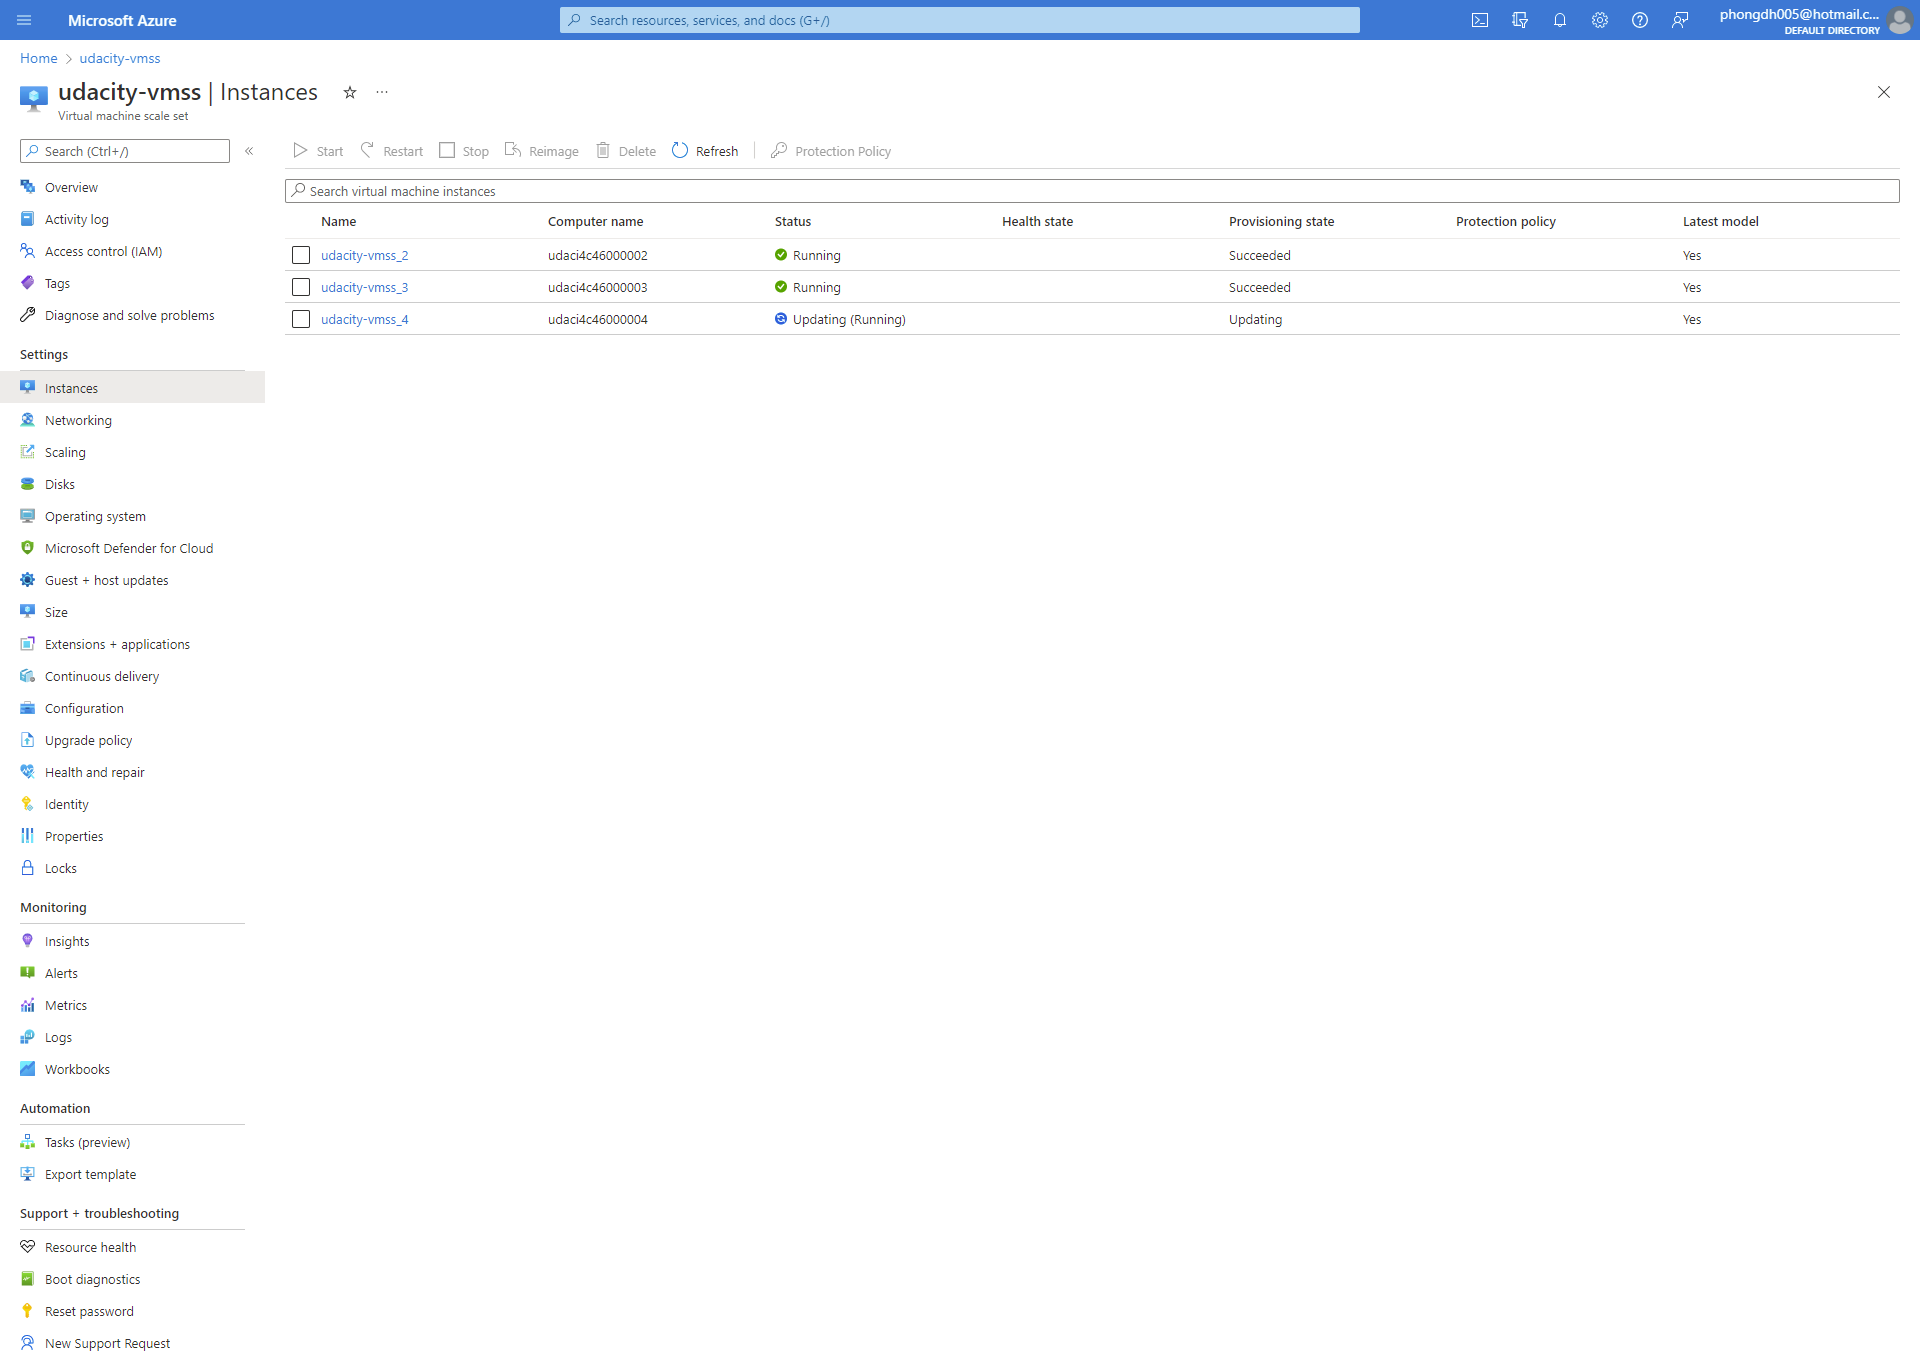 Microsoft Azure
Search resources, services, and docs (G+/)
phongdh005@hotmail.c...
DEFAULT DIRECTORY
Home > udacity-vmss
udacity-vmss | Instances
Virtual machine scale set
Search (Ctrl+/)
Start Restart Stop Reimage Delete Refresh Protection Policy
Search virtual machine instances
Name Computer name Status Health state Provisioning state Protection policy Latest model
udacity-vmss_2 udaci4c46000002 Running Succeeded Yes
udacity-vmss_3 udaci4c46000003 Running Succeeded Yes
udacity-vmss_4 udaci4c46000004 Updating (Running) Updating Yes
Overview
Activity log
Access control (IAM)
Tags
Diagnose and solve problems
Settings
Instances
Networking
Scaling
Disks
Operating system
Microsoft Defender for Cloud
Guest + host updates
Size
Extensions + applications
Continuous delivery
Configuration
Upgrade policy
Health and repair
Identity
Properties
Locks
Monitoring
Insights
Alerts
Metrics
Logs
Workbooks
Automation
Tasks (preview)
Export template
Support + troubleshooting
Resource health
Boot diagnostics
Reset password
New Support Request